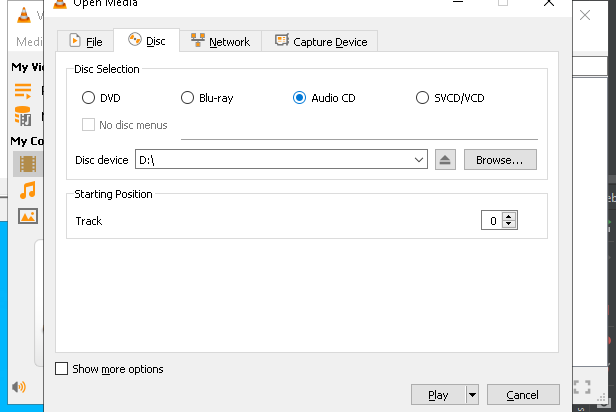 Open Media
Medi
File
Disc
Network
Capture Device
My Vi
Disc Selection
DVD
Blu-ray
Audio CD
SVCD/VCD
No disc menus
My Co
Disc device
D:\
Browse...
Starting Position
Track
0
Show more options
Play
Cancel